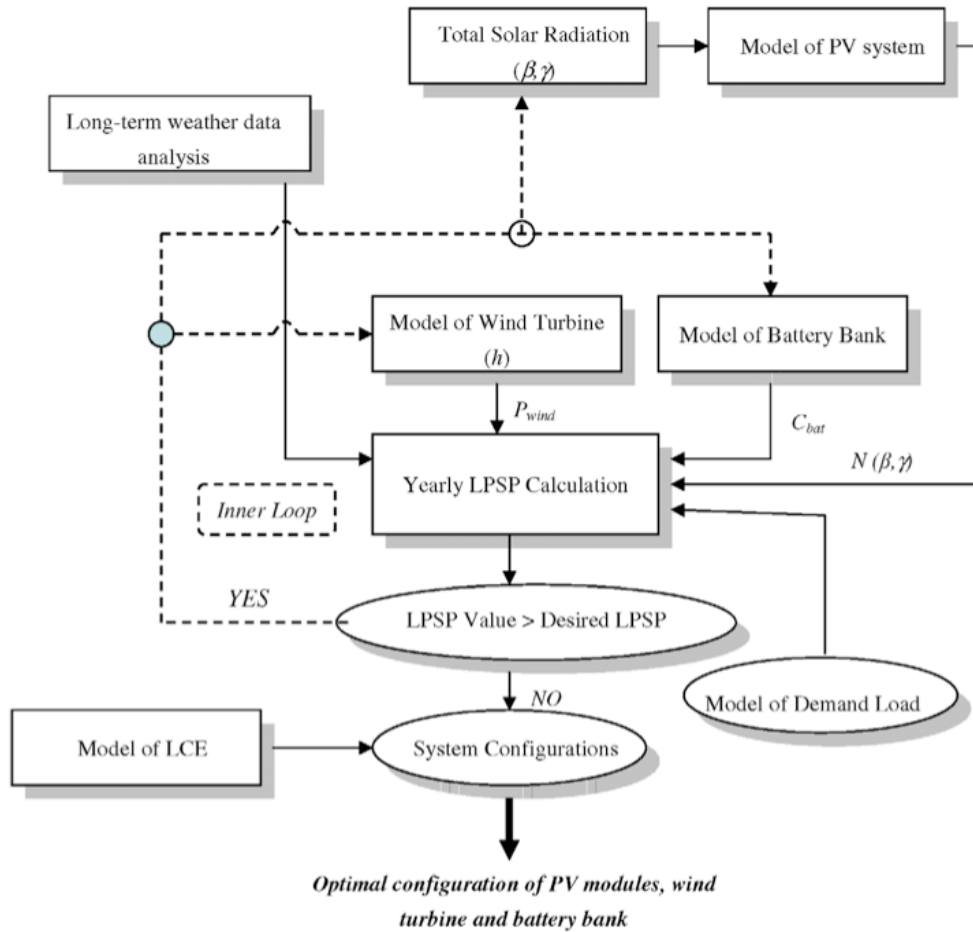 Total Solar Radiation
(β,γ)
Model of PV system
Long-term weather data
analysis
Model of Wind Turbine
(h)
Model of Battery Bank
P_wind
C_bat
N (β,γ)
Yearly LPSP Calculation
Inner Loop
YES
LPSP Value > Desired LPSP
NO
Model of Demand Load
Model of LCE
System Configurations
Optimal configuration of PV modules, wind
turbine and battery bank